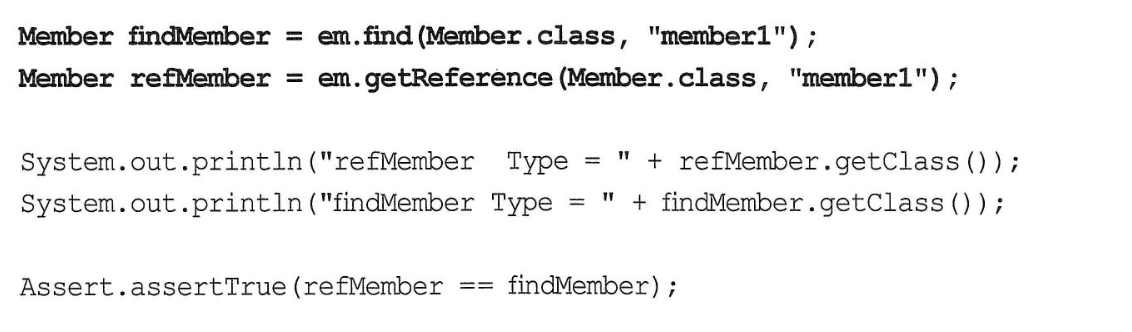 Member findMember = em.find(Member.class, "member1");
Member refMember = em.getReference(Member.class, "member1");
System.out.println("refMember  Type = " + refMember.getClass());
System.out.println("findMember Type = " + findMember.getClass());
Assert.assertTrue(refMember == findMember);